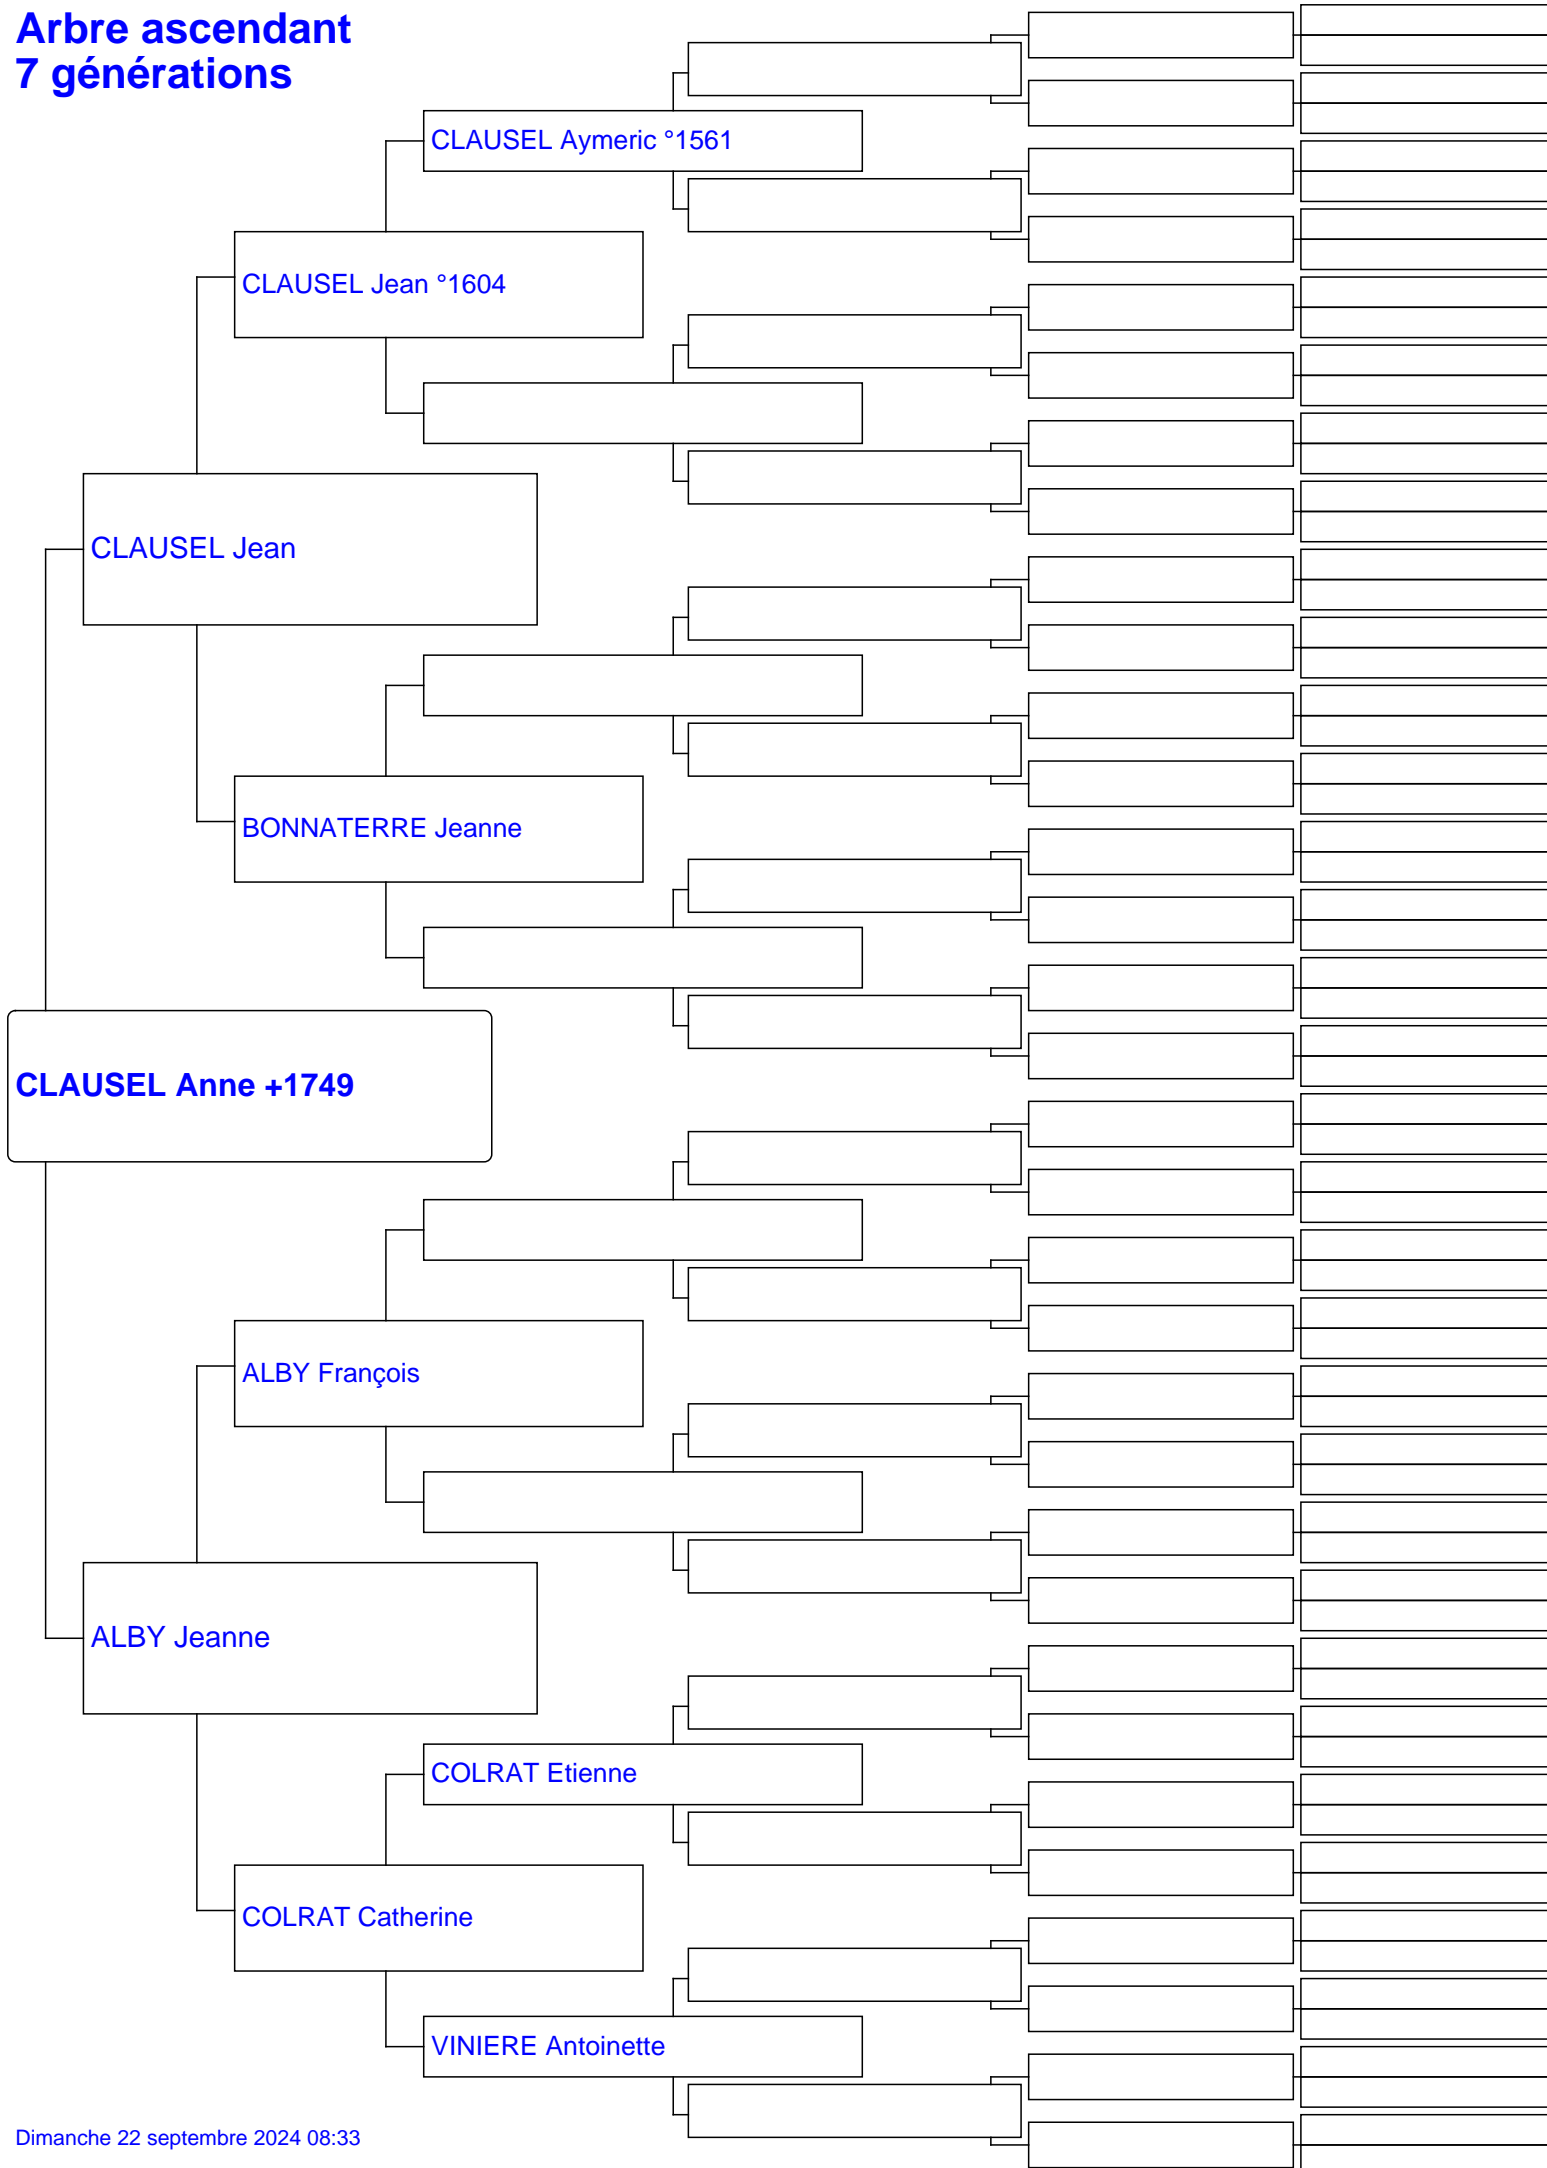 Arbre ascendant
7 générations
CLAUSEL Aymeric °1561
CLAUSEL Jean °1604
CLAUSEL Jean
BONNATERRE Jeanne
CLAUSEL Anne +1749
ALBY François
ALBY Jeanne
COLRAT Etienne
COLRAT Catherine
VINIERE Antoinette
Dimanche 22 septembre 2024 08:33